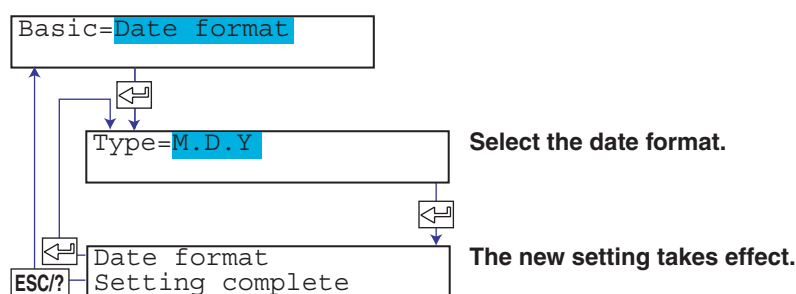 Basic=Date format
Type=M.D.Y
Select the date format.
Date format
Setting complete
The new setting takes effect.
ESC/?